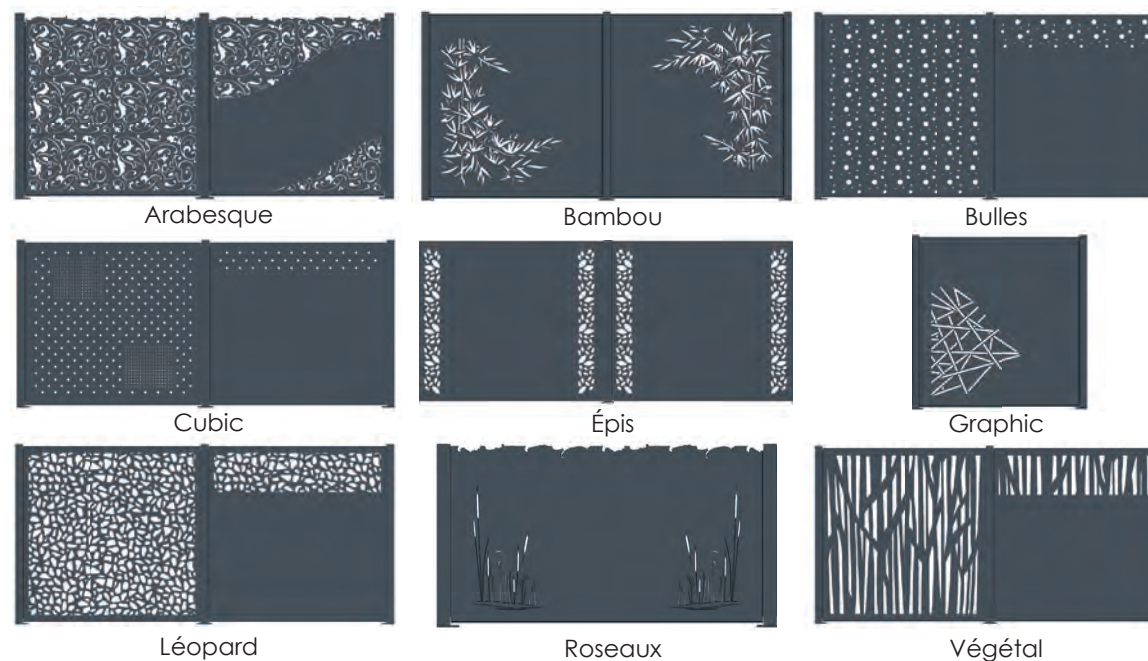 Arabesque
Bambou
Bulles
Cubic
Épis
Graphic
Léopard
Roseaux
Végétal